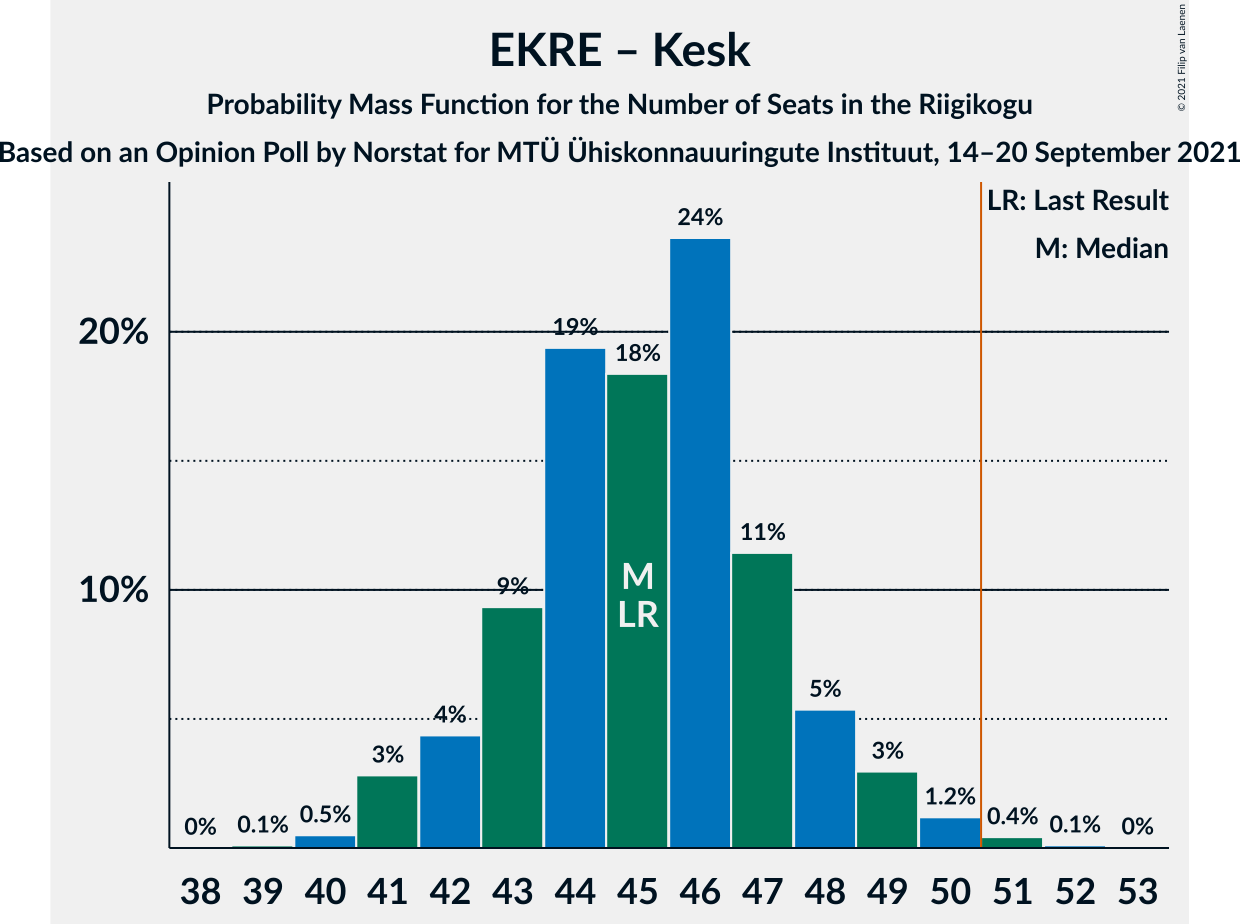 EKRE – Kesk
Probability Mass Function for the Number of Seats in the Riigikogu
Based on an Opinion Poll by Norstat for MTÜ Ühiskonnauuringute Instituut, 14–20 September 2021
© 2021 Filip van Laenen
LR: Last Result
M: Median
20%
10%
0%
0.1%
0.5%
3%
4%
9%
19%
18%
24%
11%
5%
3%
1.2%
0.4%
0.1%
0%
M
LR
38 39 40 41 42 43 44 45 46 47 48 49 50 51 52 53